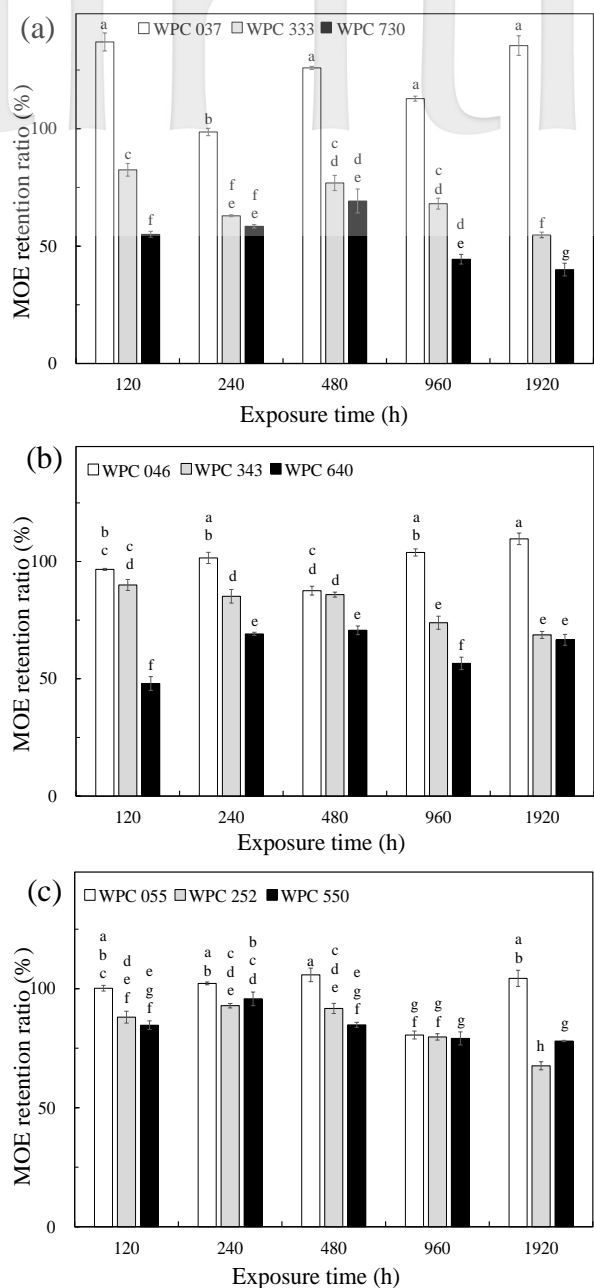 (a)
WPC 037 WPC 333 WPC 730
MOE retention ratio (%)
100
50
0
a
c
f
b
f
e
f
e
a
c
d
d
e
a
c
d
d
e
a
f
g
120 240 480 960 1920
Exposure time (h)
(b)
WPC 046 WPC 343 WPC 640
MOE retention ratio (%)
100
50
0
b
c
c
d
f
a
b
d
e
c
d
d
e
a
b
e
f
a
e
e
120 240 480 960 1920
Exposure time (h)
(c)
WPC 055 WPC 252 WPC 550
MOE retention ratio (%)
100
50
0
a
b
c
d
e
f
e
g
f
a
b
c
d
e
b
c
d
a
c
d
e
e
g
f
g
f
g
f
g
a
b
h
g
120 240 480 960 1920
Exposure time (h)